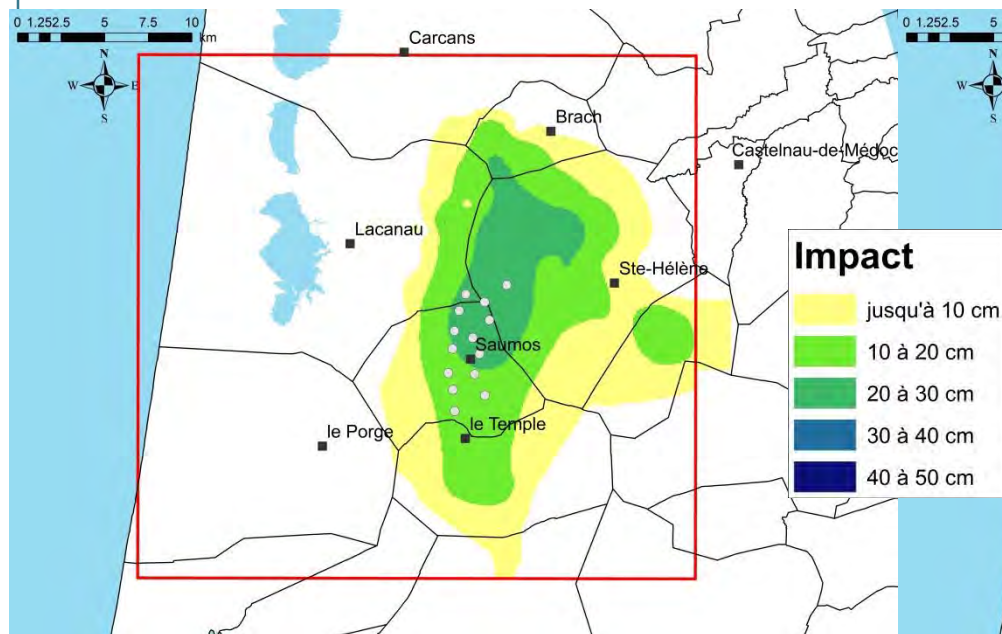 0 1.252.5 5 7.5 10
km
N
W E
S
Carcans
Brach
Castelnau-de-Médoc
Lacanau
Ste-Hélène
Saumos
le Porge
le Temple
Impact
jusqu'à 10 cm
10 à 20 cm
20 à 30 cm
30 à 40 cm
40 à 50 cm
0 1.252.5 5
N
W E
S